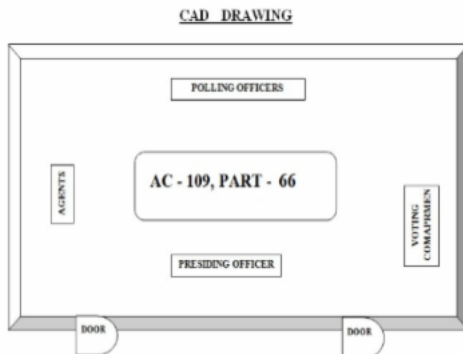 CAD DRAWING
POLLING OFFICERS
AGENTS
AC - 109, PART - 66
VOTING
COMAPRMEN
PRESIDING OFFICER
DOOR
DOOR